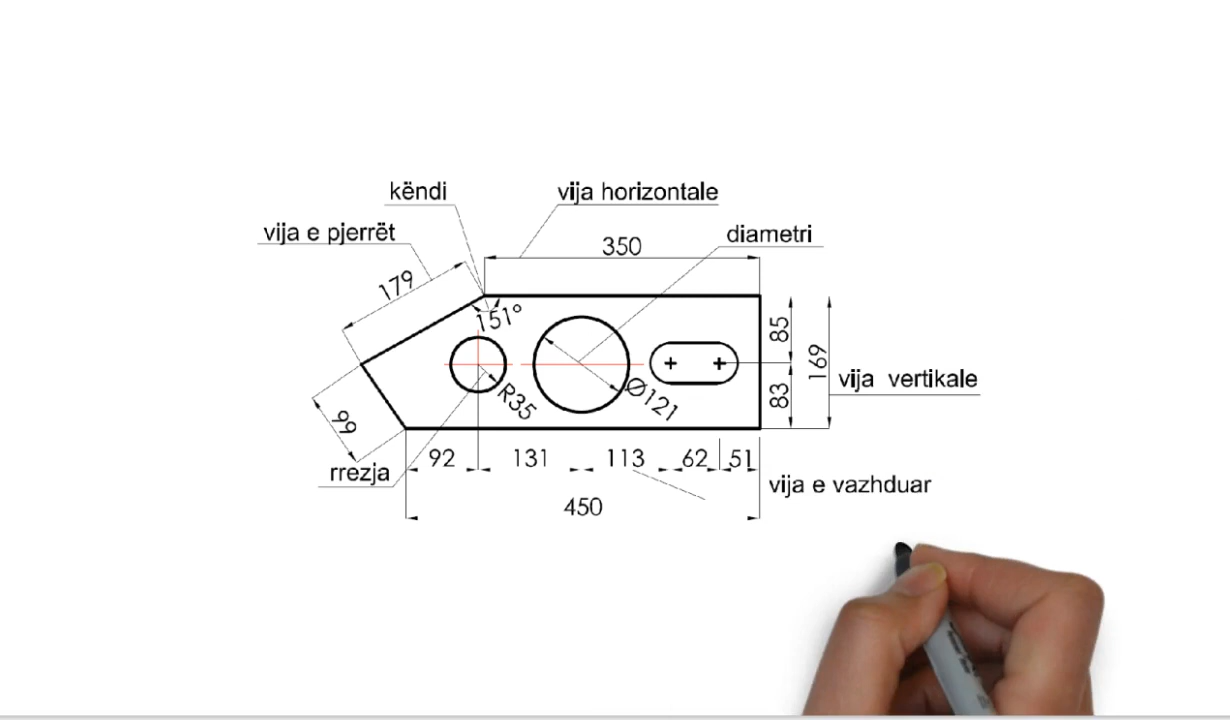 këndi
vija horizontale
vija e pjerrët
diametri
350
179
151°
85
169
R35
Ø121
83
vija vertikale
99
92
131
113
62
51
rrezja
vija e vazhduar
450